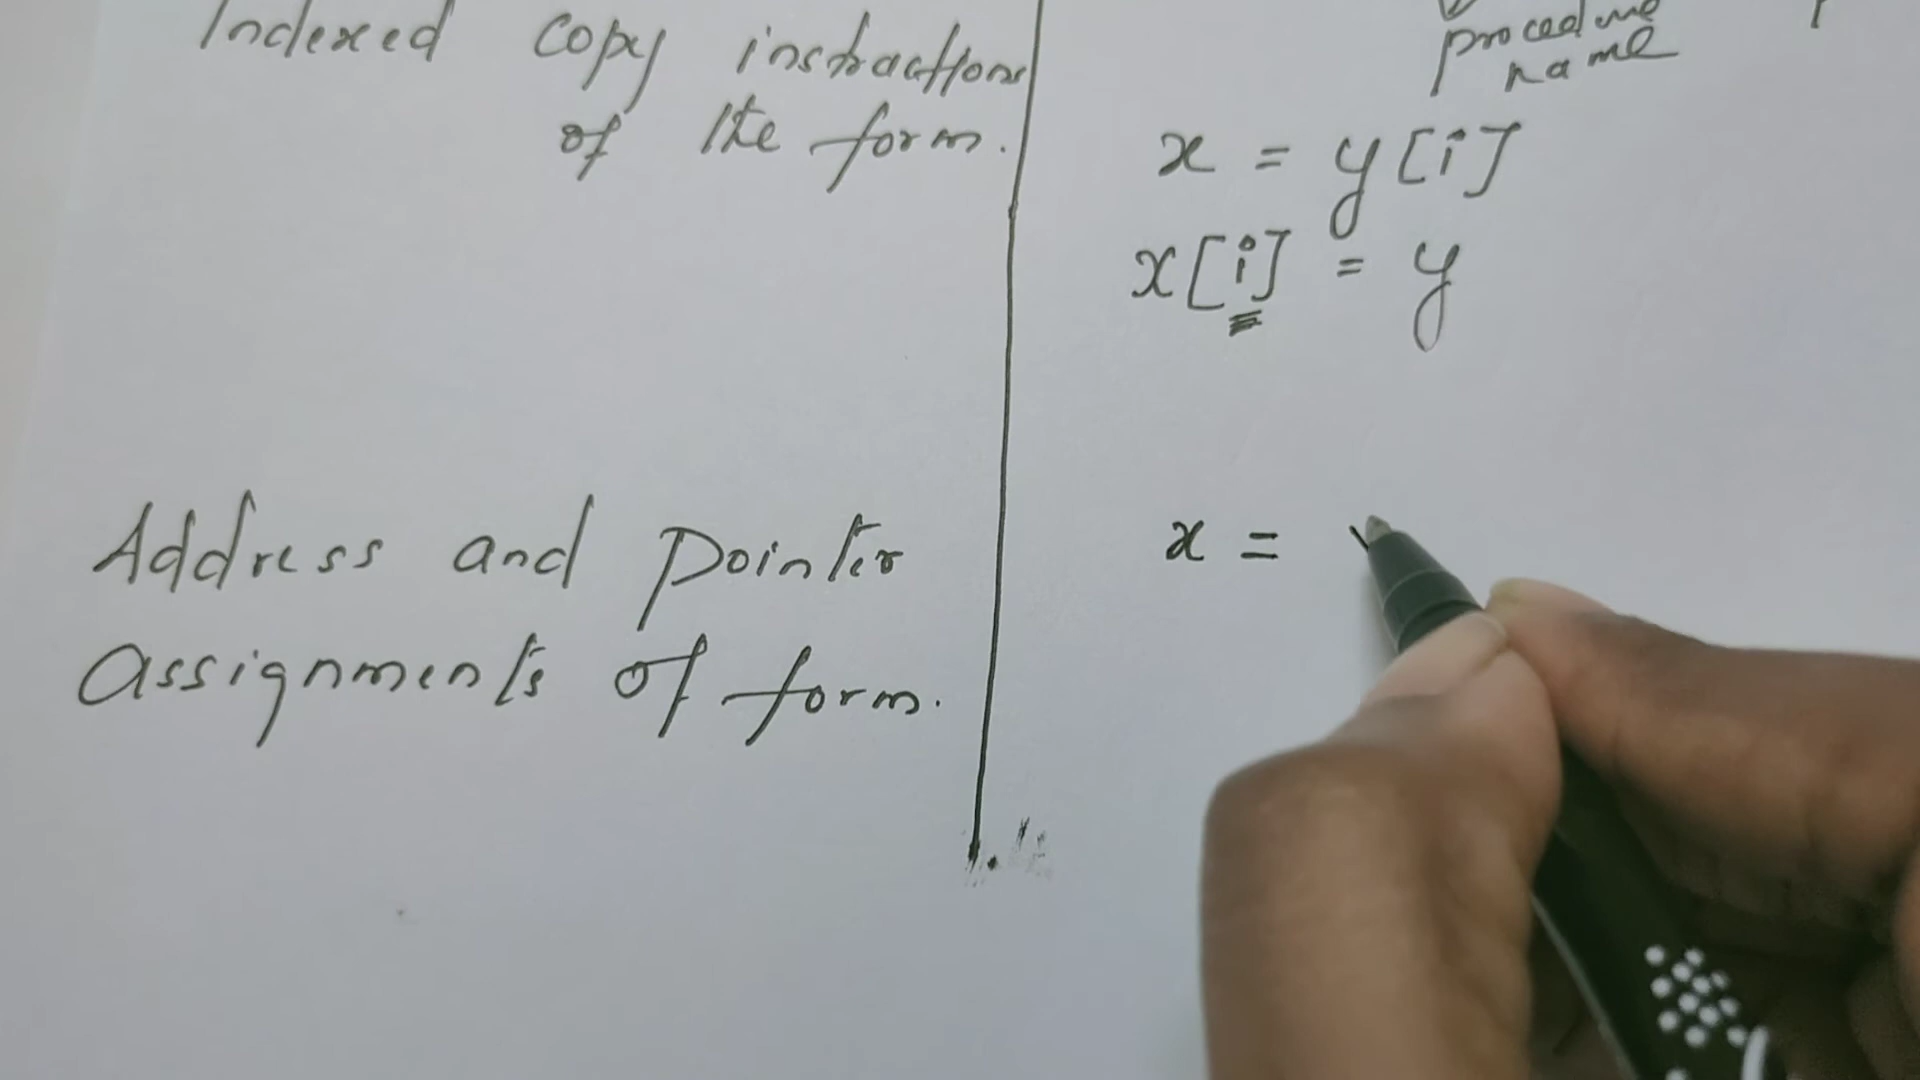 Indexed copy instructions
of the form.
procedure
name
x = y[i]
x[i] = y
Address and pointer
assignments of form.
x =